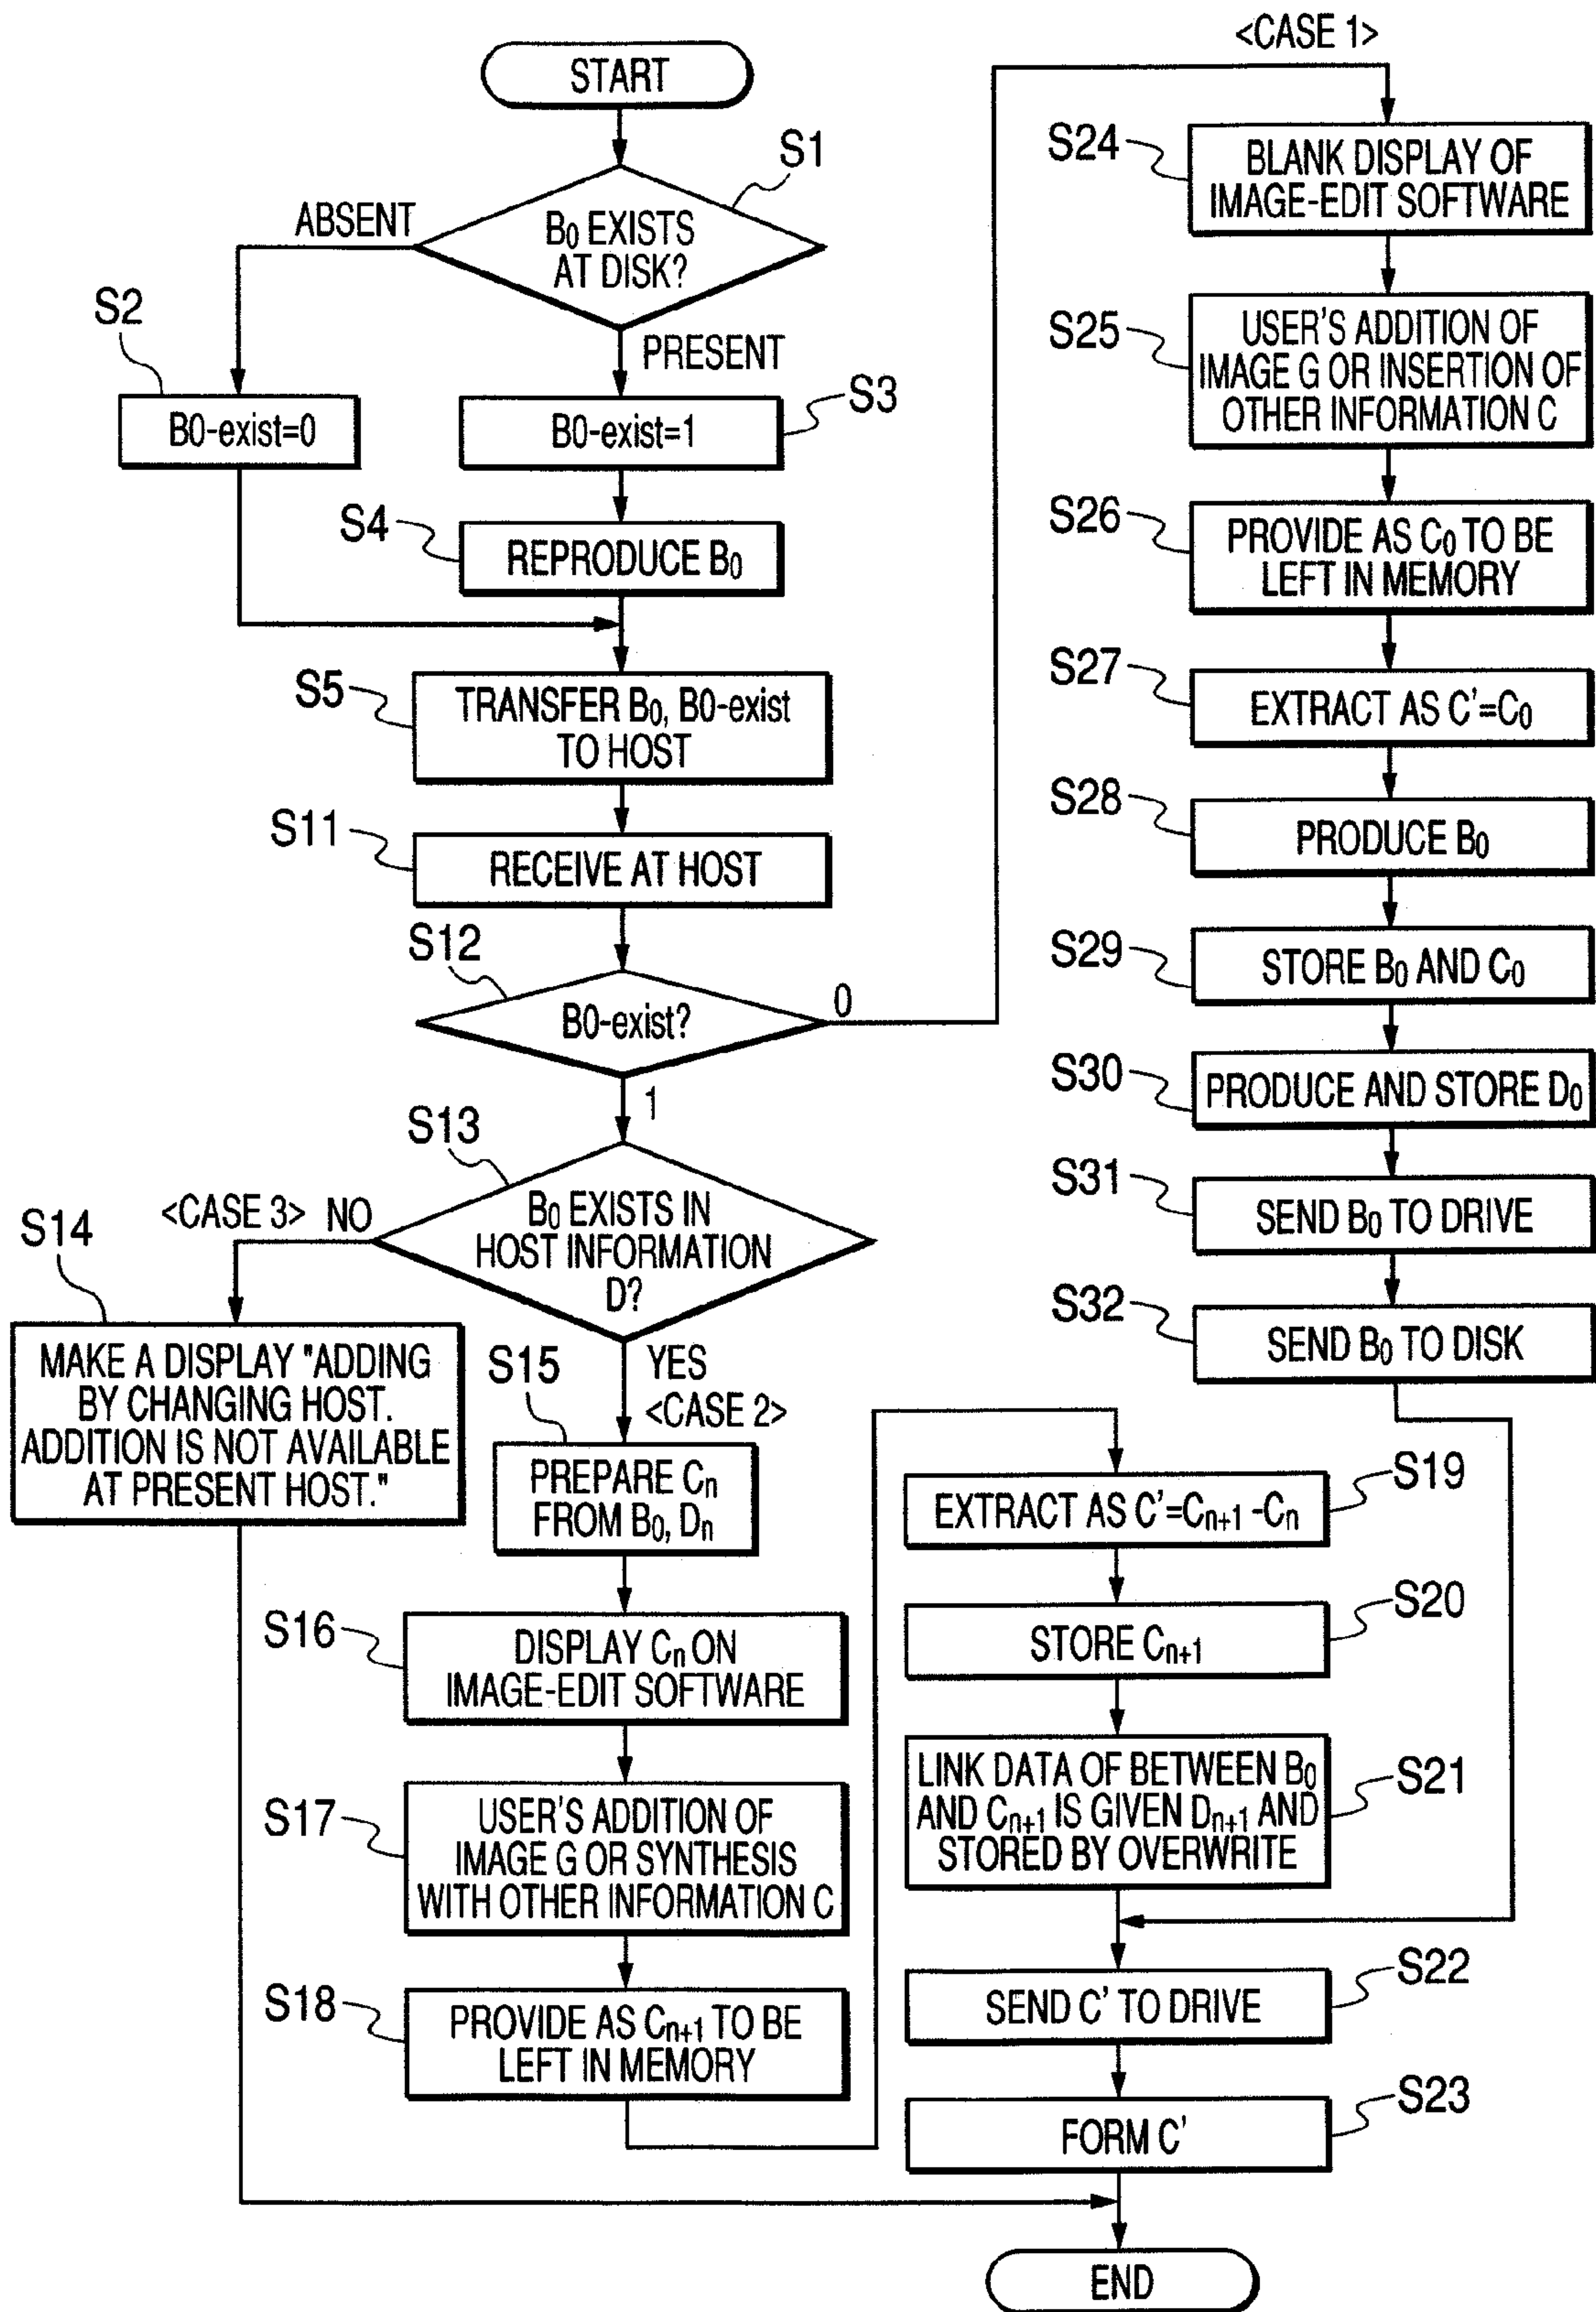 START
S1
B₀ EXISTS
AT DISK?
ABSENT
PRESENT
S2
B0-exist=0
S3
B0-exist=1
S4
REPRODUCE B₀
S5
TRANSFER B₀, B0-exist
TO HOST
S11
RECEIVE AT HOST
S12
B0-exist?
0
1
S13
B₀ EXISTS IN
HOST INFORMATION
D?
<CASE 3> NO
S14
MAKE A DISPLAY "ADDING
BY CHANGING HOST.
ADDITION IS NOT AVAILABLE
AT PRESENT HOST."
YES
<CASE 2>
S15
PREPARE Cₙ
FROM B₀, Dₙ
S16
DISPLAY Cₙ ON
IMAGE-EDIT SOFTWARE
S17
USER'S ADDITION OF
IMAGE G OR SYNTHESIS
WITH OTHER INFORMATION C
S18
PROVIDE AS Cₙ₊₁ TO BE
LEFT IN MEMORY
<CASE 1>
S24
BLANK DISPLAY OF
IMAGE-EDIT SOFTWARE
S25
USER'S ADDITION OF
IMAGE G OR INSERTION OF
OTHER INFORMATION C
S26
PROVIDE AS C₀ TO BE
LEFT IN MEMORY
S27
EXTRACT AS C'=C₀
S28
PRODUCE B₀
S29
STORE B₀ AND C₀
S30
PRODUCE AND STORE D₀
S31
SEND B₀ TO DRIVE
S32
SEND B₀ TO DISK
S19
EXTRACT AS C'=Cₙ₊₁ -Cₙ
S20
STORE Cₙ₊₁
S21
LINK DATA OF BETWEEN B₀
AND Cₙ₊₁ IS GIVEN Dₙ₊₁ AND
STORED BY OVERWRITE
S22
SEND C' TO DRIVE
S23
FORM C'
END